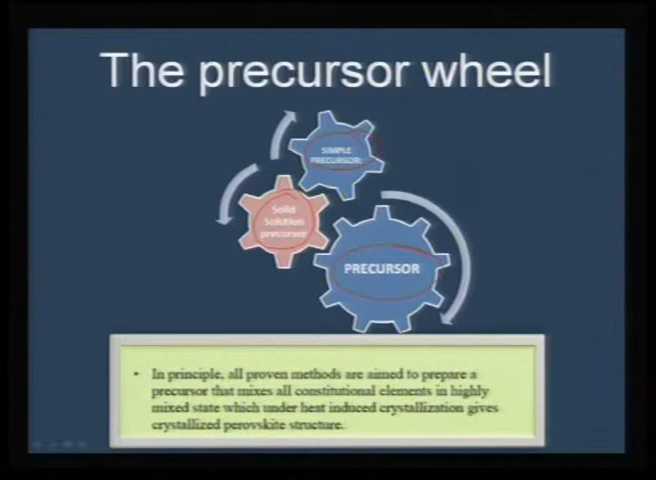 The precursor wheel
SIMPLE
PRECURSOR:
Solid
Solution
precursor
PRECURSOR
• In principle, all proven methods are aimed to prepare a
precursor that mixes all constitutional elements in highly
mixed state which under heat induced crystallization gives
crystallized perovskite structure.